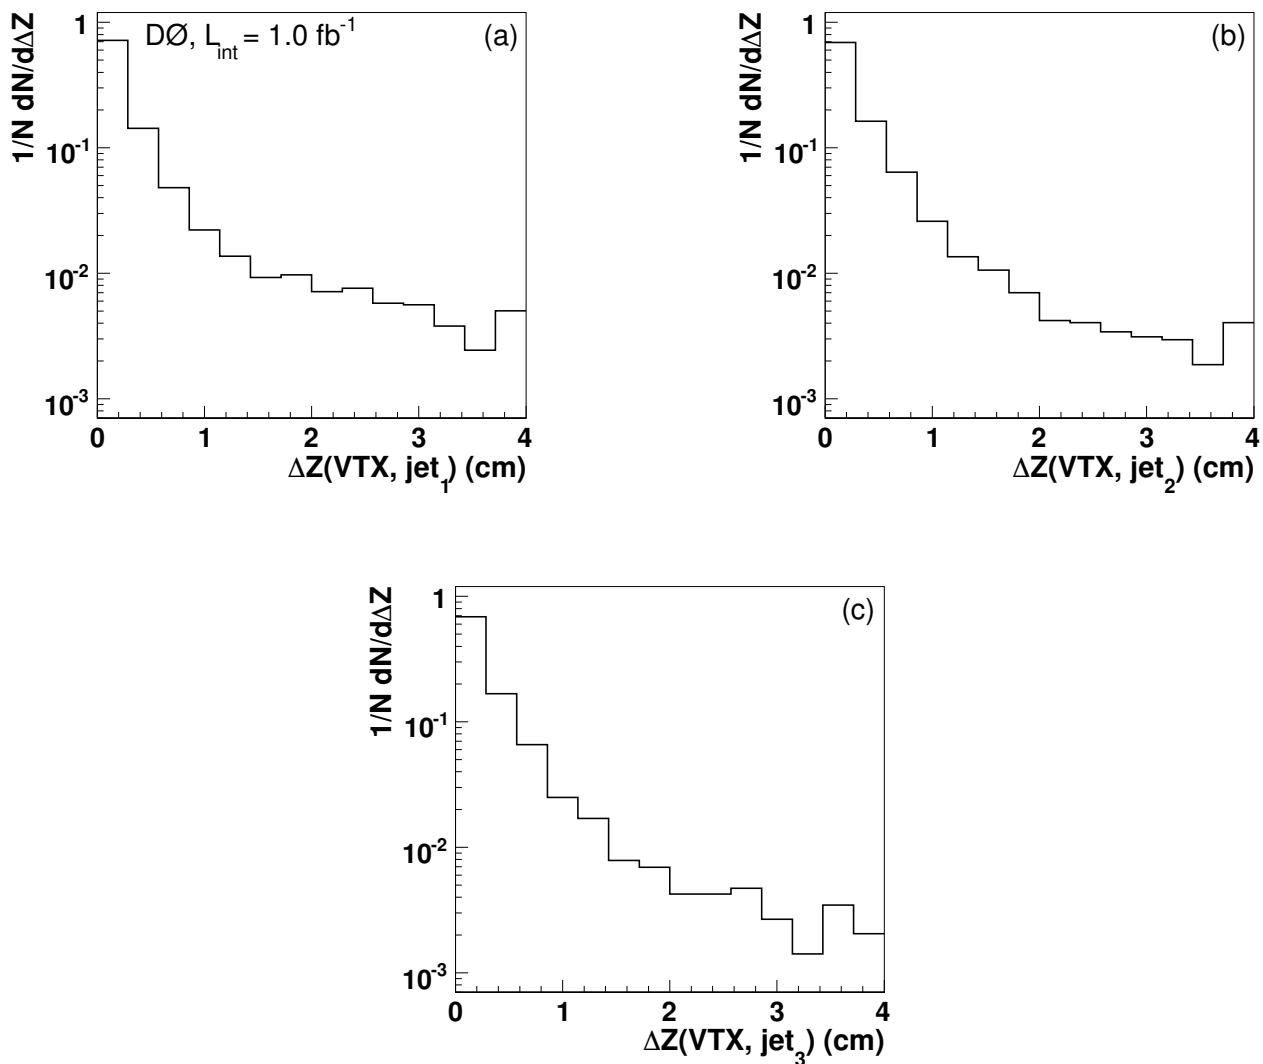 1/N dN/dΔZ
1
10⁻¹
10⁻²
10⁻³
DØ, L_int = 1.0 fb⁻¹
(a)
0 1 2 3 4
ΔZ(VTX, jet₁) (cm)
1/N dN/dΔZ
1
10⁻¹
10⁻²
10⁻³
(b)
0 1 2 3 4
ΔZ(VTX, jet₂) (cm)
1/N dN/dΔZ
1
10⁻¹
10⁻²
10⁻³
(c)
0 1 2 3 4
ΔZ(VTX, jet₃) (cm)